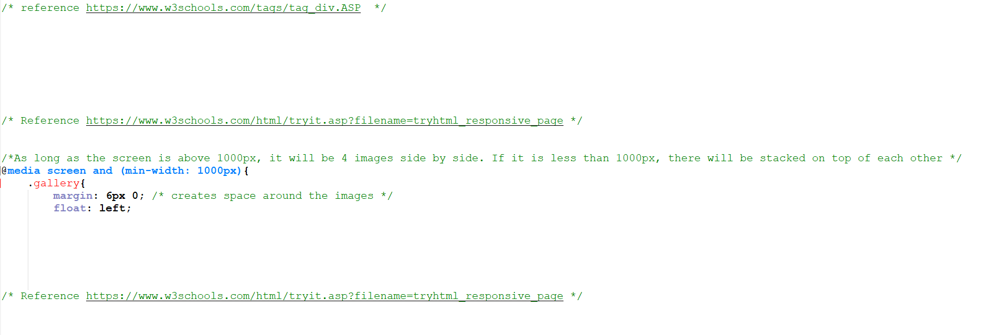 /* reference https://www.w3schools.com/tags/tag_div.ASP  */
/* Reference https://www.w3schools.com/html/tryit.asp?filename=tryhtml_responsive_page */
/*As long as the screen is above 1000px, it will be 4 images side by side. If it is less than 1000px, there will be stacked on top of each other */
@media screen and (min-width: 1000px){
.gallery{
margin: 6px 0; /* creates space around the images */
float: left;
/* Reference https://www.w3schools.com/html/tryit.asp?filename=tryhtml_responsive_page */